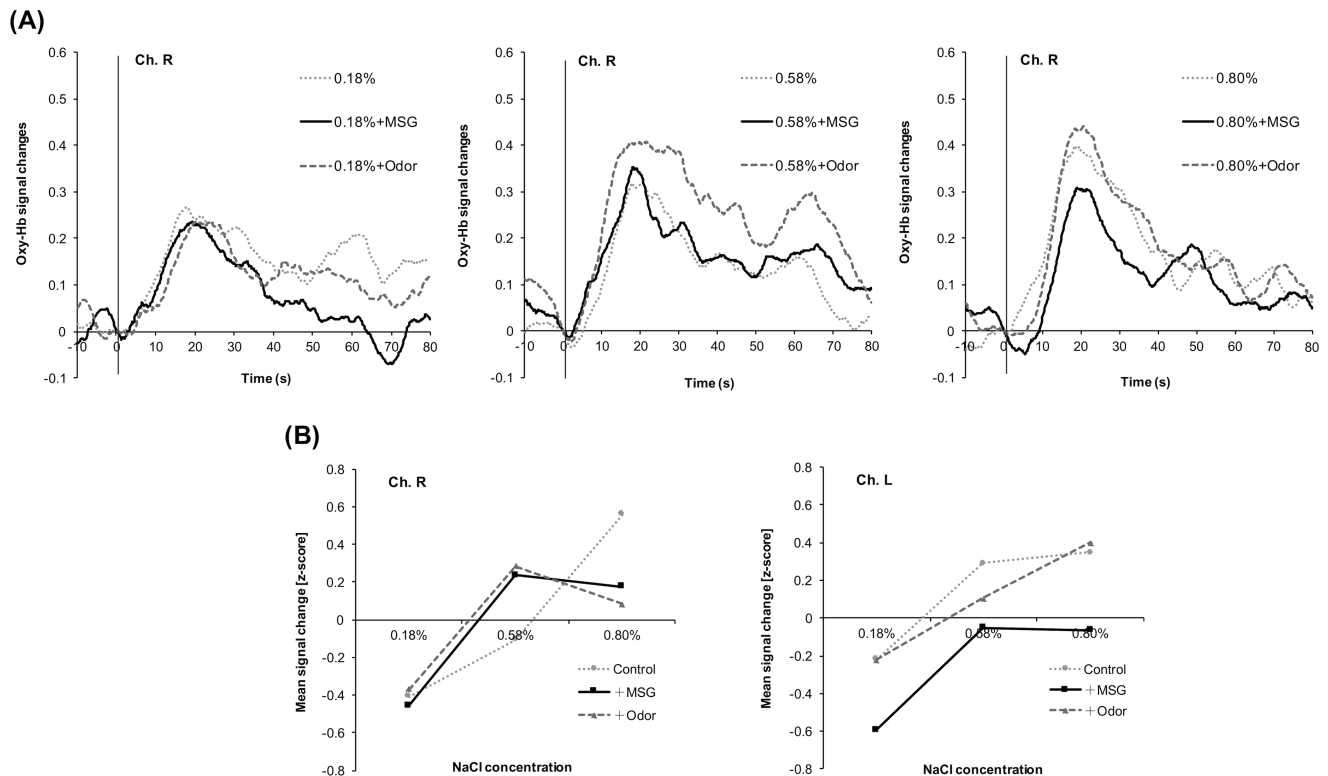 (A)
Ch. R
0.18%
0.18%+MSG
0.18%+Odor
Oxy-Hb signal changes
0.6
0.5
0.4
0.3
0.2
0.1
0
-0.1
-10 0 10 20 30 40 50 60 70 80
Time (s)
Ch. R
0.58%
0.58%+MSG
0.58%+Odor
Oxy-Hb signal changes
0.6
0.5
0.4
0.3
0.2
0.1
0
-0.1
-10 0 10 20 30 40 50 60 70 80
Time (s)
Ch. R
0.80%
0.80%+MSG
0.80%+Odor
Oxy-Hb signal changes
0.6
0.5
0.4
0.3
0.2
0.1
0
-0.1
-10 0 10 20 30 40 50 60 70 80
Time (s)
(B)
Ch. R
Mean signal change [z-score]
0.8
0.6
0.4
0.2
0
-0.2
-0.4
-0.6
-0.8
0.18% 0.58% 0.80%
Control
+MSG
+Odor
NaCl concentration
Ch. L
Mean signal change [z-score]
0.8
0.6
0.4
0.2
0
-0.2
-0.4
-0.6
-0.8
0.18% 0.58% 0.80%
Control
+MSG
+Odor
NaCl concentration